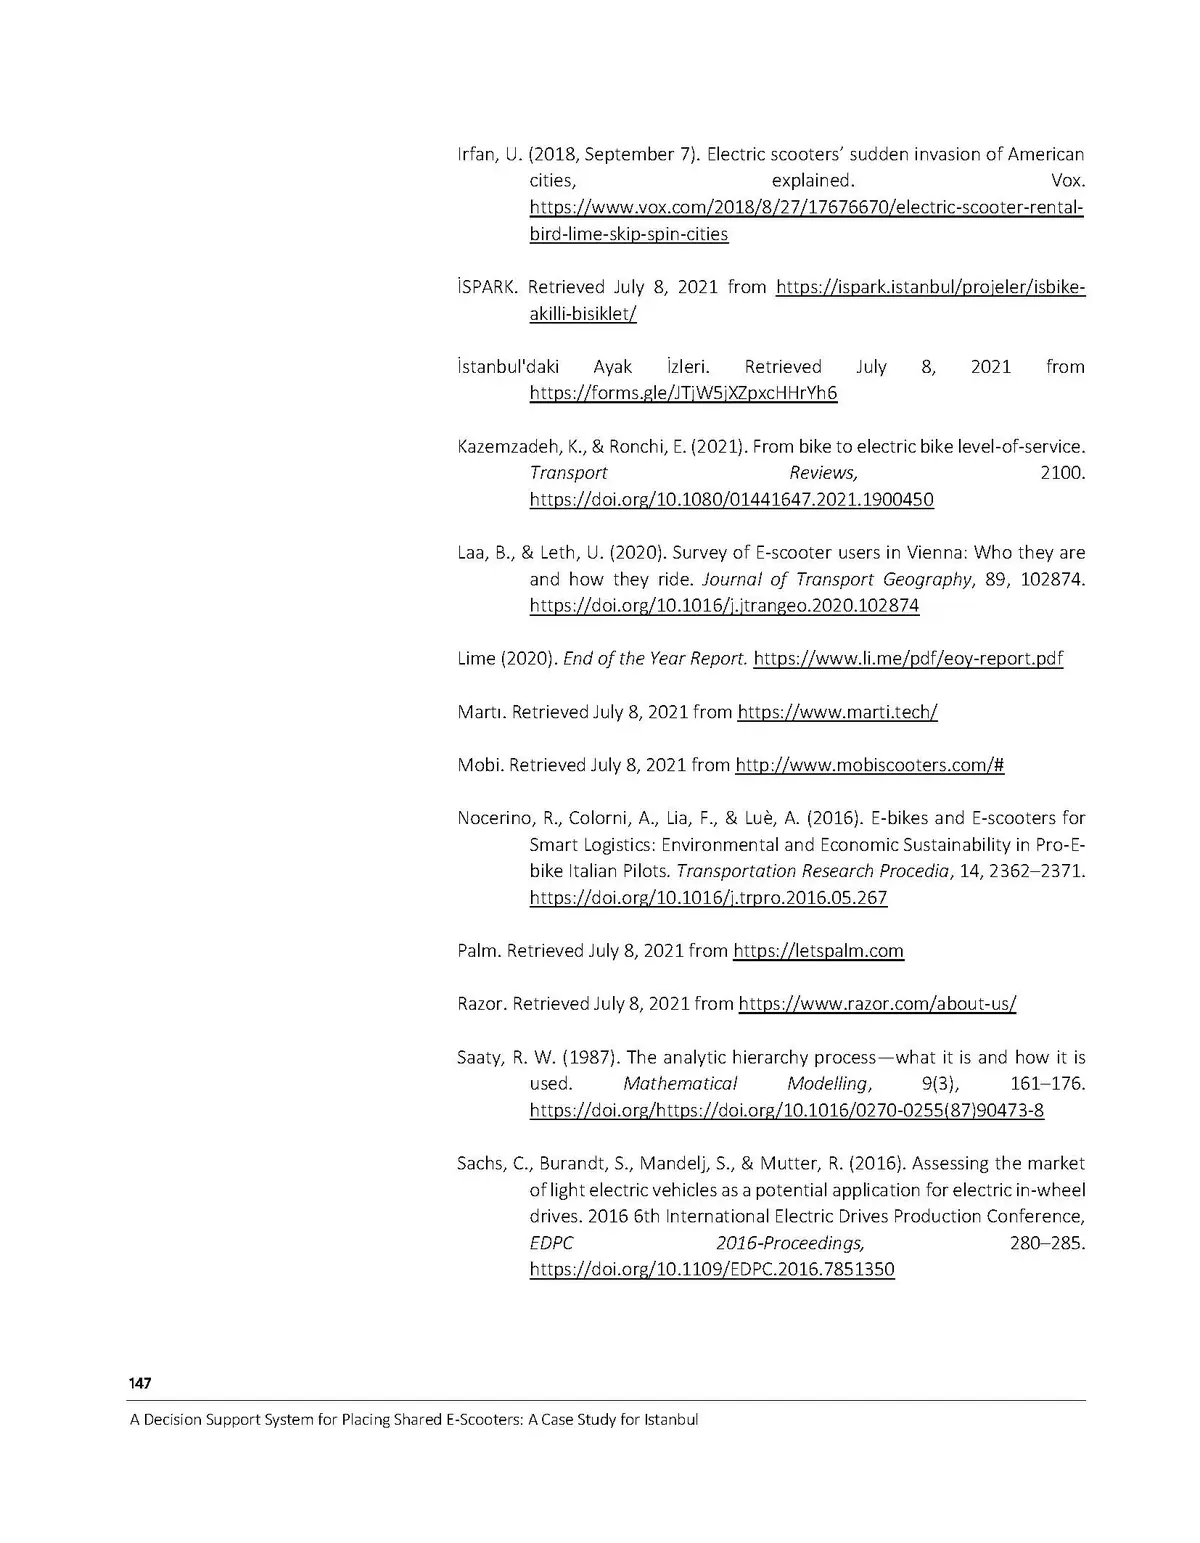 Irfan, U. (2018, September 7). Electric scooters’ sudden invasion of American
cities, explained. Vox.
https://www.vox.com/2018/8/27/17676670/electric-scooter-rental-
bird-lime-skip-spin-cities
İSPARK. Retrieved July 8, 2021 from https://ispark.istanbul/projeler/isbike-
akilli-bisiklet/
İstanbul'daki Ayak İzleri. Retrieved July 8, 2021 from
https://forms.gle/JTjW5jXZpxcHHrYh6
Kazemzadeh, K., & Ronchi, E. (2021). From bike to electric bike level-of-service.
Transport Reviews, 2100.
https://doi.org/10.1080/01441647.2021.1900450
Laa, B., & Leth, U. (2020). Survey of E-scooter users in Vienna: Who they are
and how they ride. Journal of Transport Geography, 89, 102874.
https://doi.org/10.1016/j.jtrangeo.2020.102874
Lime (2020). End of the Year Report. https://www.li.me/pdf/eoy-report.pdf
Martı. Retrieved July 8, 2021 from https://www.marti.tech/
Mobi. Retrieved July 8, 2021 from http://www.mobiscooters.com/#
Nocerino, R., Colorni, A., Lia, F., & Luè, A. (2016). E-bikes and E-scooters for
Smart Logistics: Environmental and Economic Sustainability in Pro-E-
bike Italian Pilots. Transportation Research Procedia, 14, 2362–2371.
https://doi.org/10.1016/j.trpro.2016.05.267
Palm. Retrieved July 8, 2021 from https://letspalm.com
Razor. Retrieved July 8, 2021 from https://www.razor.com/about-us/
Saaty, R. W. (1987). The analytic hierarchy process—what it is and how it is
used. Mathematical Modelling, 9(3), 161–176.
https://doi.org/https://doi.org/10.1016/0270-0255(87)90473-8
Sachs, C., Burandt, S., Mandelj, S., & Mutter, R. (2016). Assessing the market
of light electric vehicles as a potential application for electric in-wheel
drives. 2016 6th International Electric Drives Production Conference,
EDPC 2016-Proceedings, 280–285.
https://doi.org/10.1109/EDPC.2016.7851350
147
A Decision Support System for Placing Shared E-Scooters: A Case Study for Istanbul